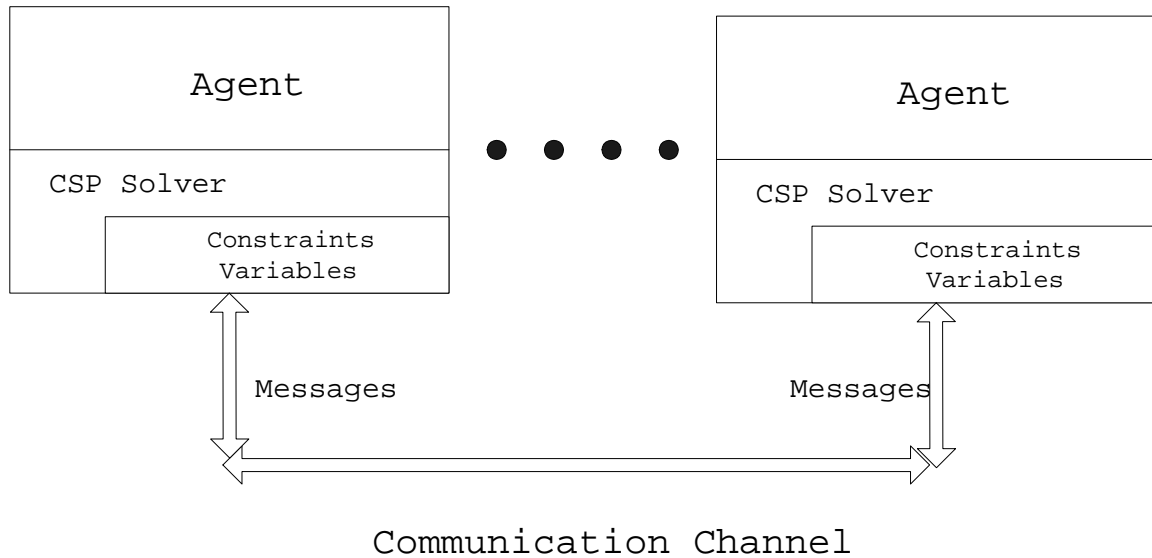 Agent
CSP Solver
Constraints
Variables
Messages
Agent
CSP Solver
Constraints
Variables
Messages
Communication Channel